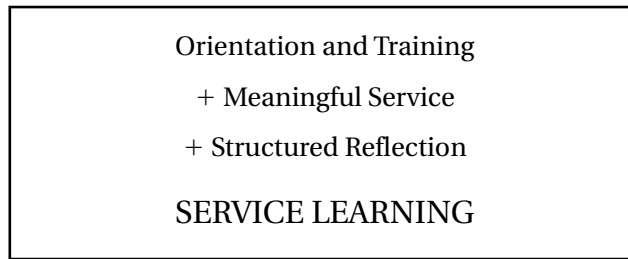 Orientation and Training
+ Meaningful Service
+ Structured Reflection
SERVICE LEARNING